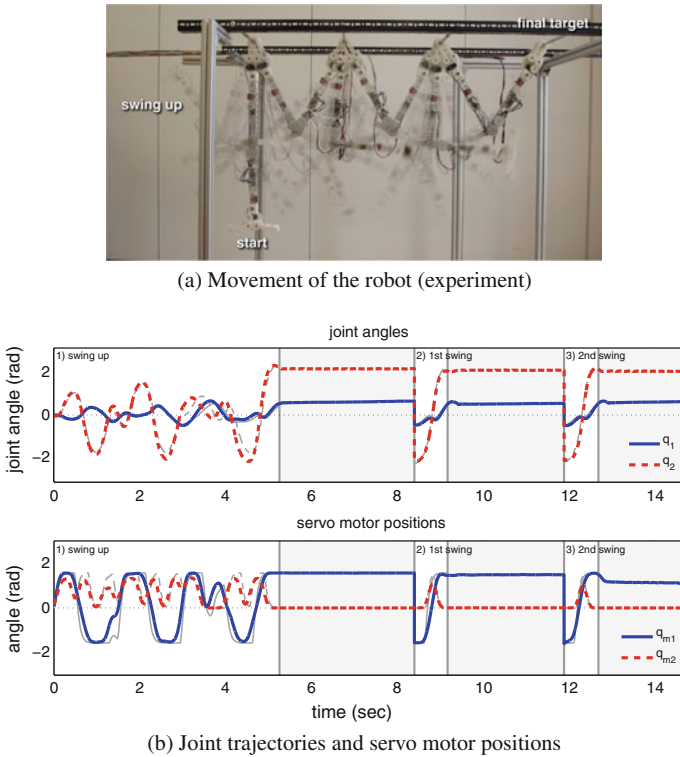 final target
swing up
start
(a) Movement of the robot (experiment)
joint angles
1) swing up
2) 1st swing
3) 2nd swing
joint angle (rad)
2
0
−2
q1
q2
0 2 4 6 8 10 12 14
servo motor positions
1) swing up
2) 1st swing
3) 2nd swing
angle (rad)
2
0
−2
qm1
qm2
0 2 4 6 8 10 12 14
time (sec)
(b) Joint trajectories and servo motor positions